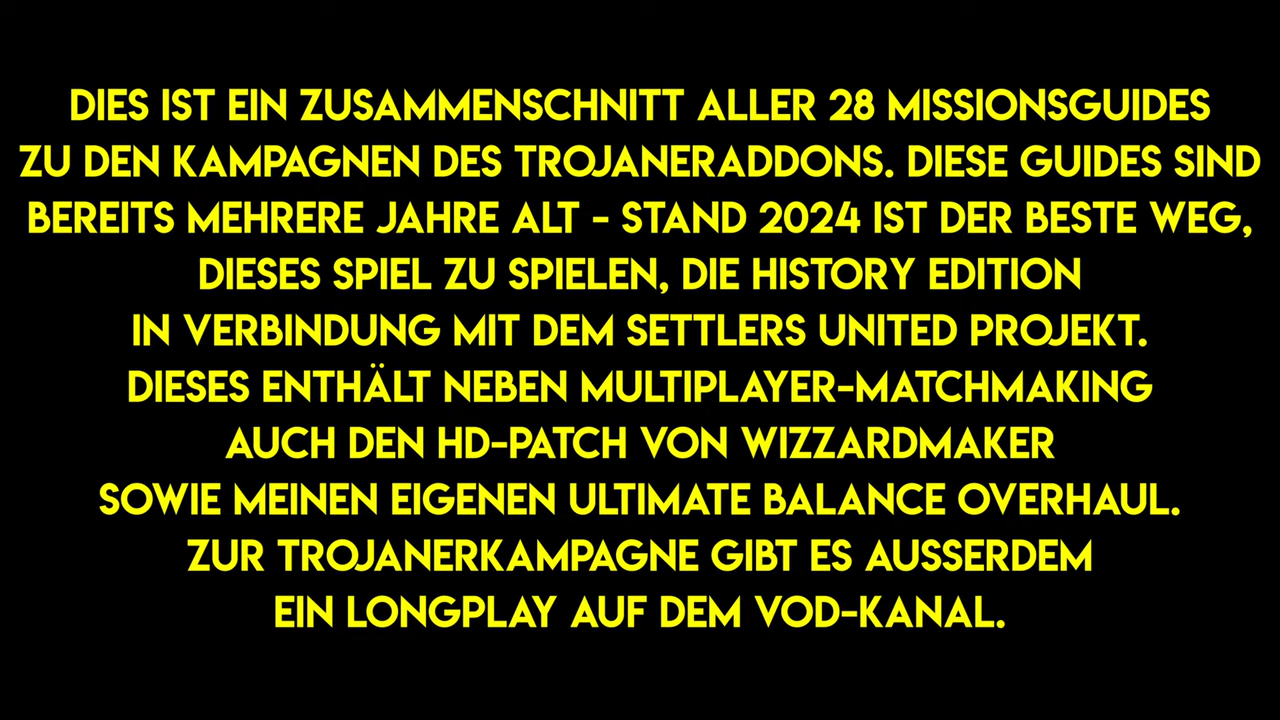 DIES IST EIN ZUSAMMENSCHNITT ALLER 28 MISSIONSGUIDES
ZU DEN KAMPAGNEN DES TROJANERADDONS. DIESE GUIDES SIND
BEREITS MEHRERE JAHRE ALT - STAND 2024 IST DER BESTE WEG,
DIESES SPIEL ZU SPIELEN, DIE HISTORY EDITION
IN VERBINDUNG MIT DEM SETTLERS UNITED PROJEKT.
DIESES ENTHÄLT NEBEN MULTIPLAYER-MATCHMAKING
AUCH DEN HD-PATCH VON WIZZARDMAKER
SOWIE MEINEN EIGENEN ULTIMATE BALANCE OVERHAUL.
ZUR TROJANERKAMPAGNE GIBT ES AUSSERDEM
EIN LONGPLAY AUF DEM VOD-KANAL.